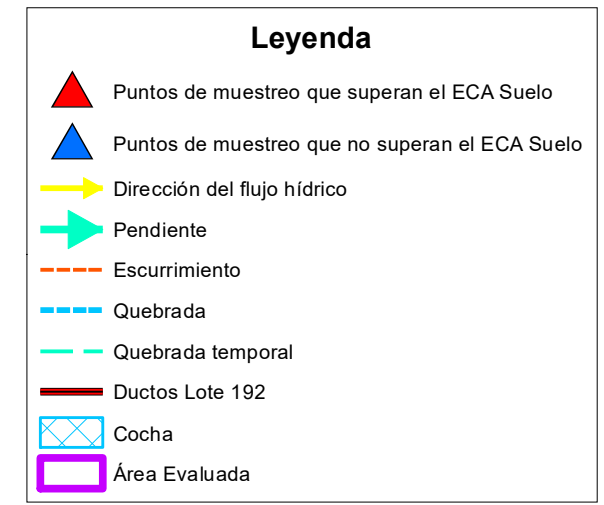 Leyenda
Puntos de muestreo que superan el ECA Suelo
Puntos de muestreo que no superan el ECA Suelo
Dirección del flujo hídrico
Pendiente
Escurrimiento
Quebrada
Quebrada temporal
Ductos Lote 192
Cocha
Área Evaluada